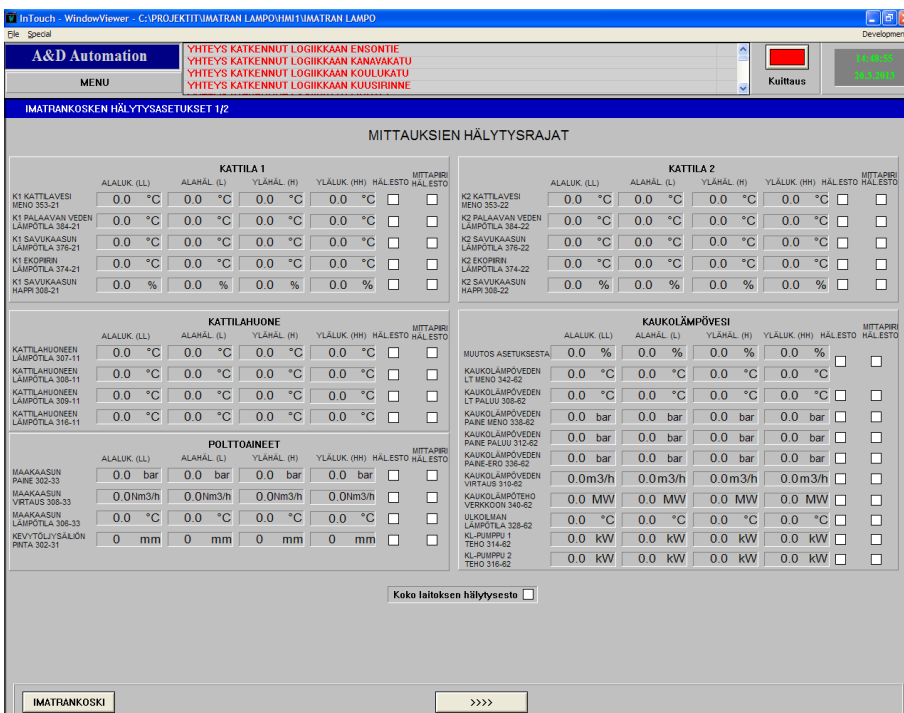 InTouch - WindowViewer - C:\PROJEKTIT\IMATRAN LAMPO\HMI1\IMATRAN LAMPO
File Special Developmen
A&D Automation
MENU
YHTEYS KATKENNUT LOGIIKKAAN ENSONTIE
YHTEYS KATKENNUT LOGIIKKAAN KANAVAKATU
YHTEYS KATKENNUT LOGIIKKAAN KOULUKATU
YHTEYS KATKENNUT LOGIIKKAAN KUUSIRINNE
Kuittaus
14:48:55
26.5.2015
IMATRANKOSKEN HÄLYTYSASETUKSET 1/2
MITTAUKSIEN HÄLYTYSRAJAT
KATTILA 1
ALALUK. (LL) ALAHÄL. (L) YLÄHÄL. (H) YLÄLUK. (HH) HÄL.ESTO MITTAPIIRI HÄL.ESTO
K1 KATTILAVESI MENO 353-21 0.0 °C 0.0 °C 0.0 °C 0.0 °C
K1 PALAAVAN VEDEN LÄMPÖTILA 384-21 0.0 °C 0.0 °C 0.0 °C 0.0 °C
K1 SAVUKAASUN LÄMPÖTILA 376-21 0.0 °C 0.0 °C 0.0 °C 0.0 °C
K1 EKOPIIRIN LÄMPÖTILA 374-21 0.0 °C 0.0 °C 0.0 °C 0.0 °C
K1 SAVUKAASUN HAPPI 308-21 0.0 % 0.0 % 0.0 % 0.0 %
KATTILA 2
ALALUK. (LL) ALAHÄL. (L) YLÄHÄL. (H) YLÄLUK. (HH) HÄL.ESTO MITTAPIIRI HÄL.ESTO
K2 KATTILAVESI MENO 353-22 0.0 °C 0.0 °C 0.0 °C 0.0 °C
K2 PALAAVAN VEDEN LÄMPÖTILA 384-22 0.0 °C 0.0 °C 0.0 °C 0.0 °C
K2 SAVUKAASUN LÄMPÖTILA 376-22 0.0 °C 0.0 °C 0.0 °C 0.0 °C
K2 EKOPIIRIN LÄMPÖTILA 374-22 0.0 °C 0.0 °C 0.0 °C 0.0 °C
K2 SAVUKAASUN HAPPI 308-22 0.0 % 0.0 % 0.0 % 0.0 %
KATTILAHUONE
ALALUK. (LL) ALAHÄL. (L) YLÄHÄL. (H) YLÄLUK. (HH) HÄL.ESTO MITTAPIIRI HÄL.ESTO
KATTILAHUONEEN LÄMPÖTILA 307-11 0.0 °C 0.0 °C 0.0 °C 0.0 °C
KATTILAHUONEEN LÄMPÖTILA 308-11 0.0 °C 0.0 °C 0.0 °C 0.0 °C
KATTILAHUONEEN LÄMPÖTILA 309-11 0.0 °C 0.0 °C 0.0 °C 0.0 °C
KATTILAHUONEEN LÄMPÖTILA 316-11 0.0 °C 0.0 °C 0.0 °C 0.0 °C
POLTTOAINEET
ALALUK. (LL) ALAHÄL. (L) YLÄHÄL. (H) YLÄLUK. (HH) HÄL.ESTO MITTAPIIRI HÄL.ESTO
MAAKAASUN PAINE 302-33 0.0 bar 0.0 bar 0.0 bar 0.0 bar
MAAKAASUN VIRTAUS 308-33 0.0Nm3/h 0.0Nm3/h 0.0Nm3/h 0.0Nm3/h
MAAKAASUN LÄMPÖTILA 306-33 0.0 °C 0.0 °C 0.0 °C 0.0 °C
KEVYTÖLJYSÄILIÖN PINTA 302-31 0 mm 0 mm 0 mm 0 mm
KAUKOLÄMPÖVESI
ALALUK. (LL) ALAHÄL. (L) YLÄHÄL. (H) YLÄLUK. (HH) HÄL.ESTO MITTAPIIRI HÄL.ESTO
MUUTOS ASETUKSESTA 0.0 % 0.0 % 0.0 % 0.0 %
KAUKOLÄMPÖVEDEN LT MENO 342-62 0.0 °C 0.0 °C 0.0 °C 0.0 °C
KAUKOLÄMPÖVEDEN LT PALUU 308-62 0.0 °C 0.0 °C 0.0 °C 0.0 °C
KAUKOLÄMPÖVEDEN PAINE MENO 338-62 0.0 bar 0.0 bar 0.0 bar 0.0 bar
KAUKOLÄMPÖVEDEN PAINE PALUU 312-62 0.0 bar 0.0 bar 0.0 bar 0.0 bar
KAUKOLÄMPÖVEDEN PAINE-ERO 336-62 0.0 bar 0.0 bar 0.0 bar 0.0 bar
KAUKOLÄMPÖVEDEN VIRTAUS 310-62 0.0m3/h 0.0m3/h 0.0m3/h 0.0m3/h
KAUKOLÄMPÖTEHO VERKKOON 340-62 0.0 MW 0.0 MW 0.0 MW 0.0 MW
ULKOILMAN LÄMPÖTILA 328-62 0.0 °C 0.0 °C 0.0 °C 0.0 °C
KL-PUMPPU 1 TEHO 314-62 0.0 kW 0.0 kW 0.0 kW 0.0 kW
KL-PUMPPU 2 TEHO 316-62 0.0 kW 0.0 kW 0.0 kW 0.0 kW
Koko laitoksen hälytysesto
IMATRANKOSKI
>>>>